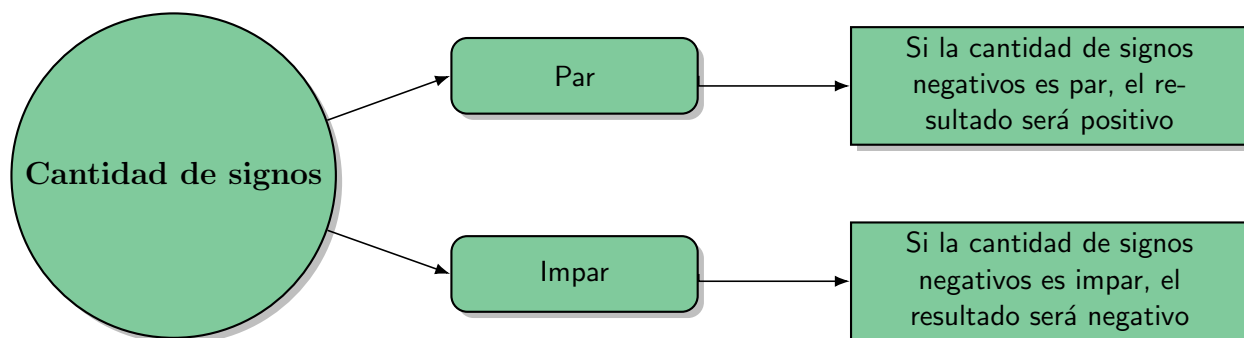 Cantidad de signos
Par
Si la cantidad de signos
negativos es par, el re-
sultado será positivo
Impar
Si la cantidad de signos
negativos es impar, el
resultado será negativo